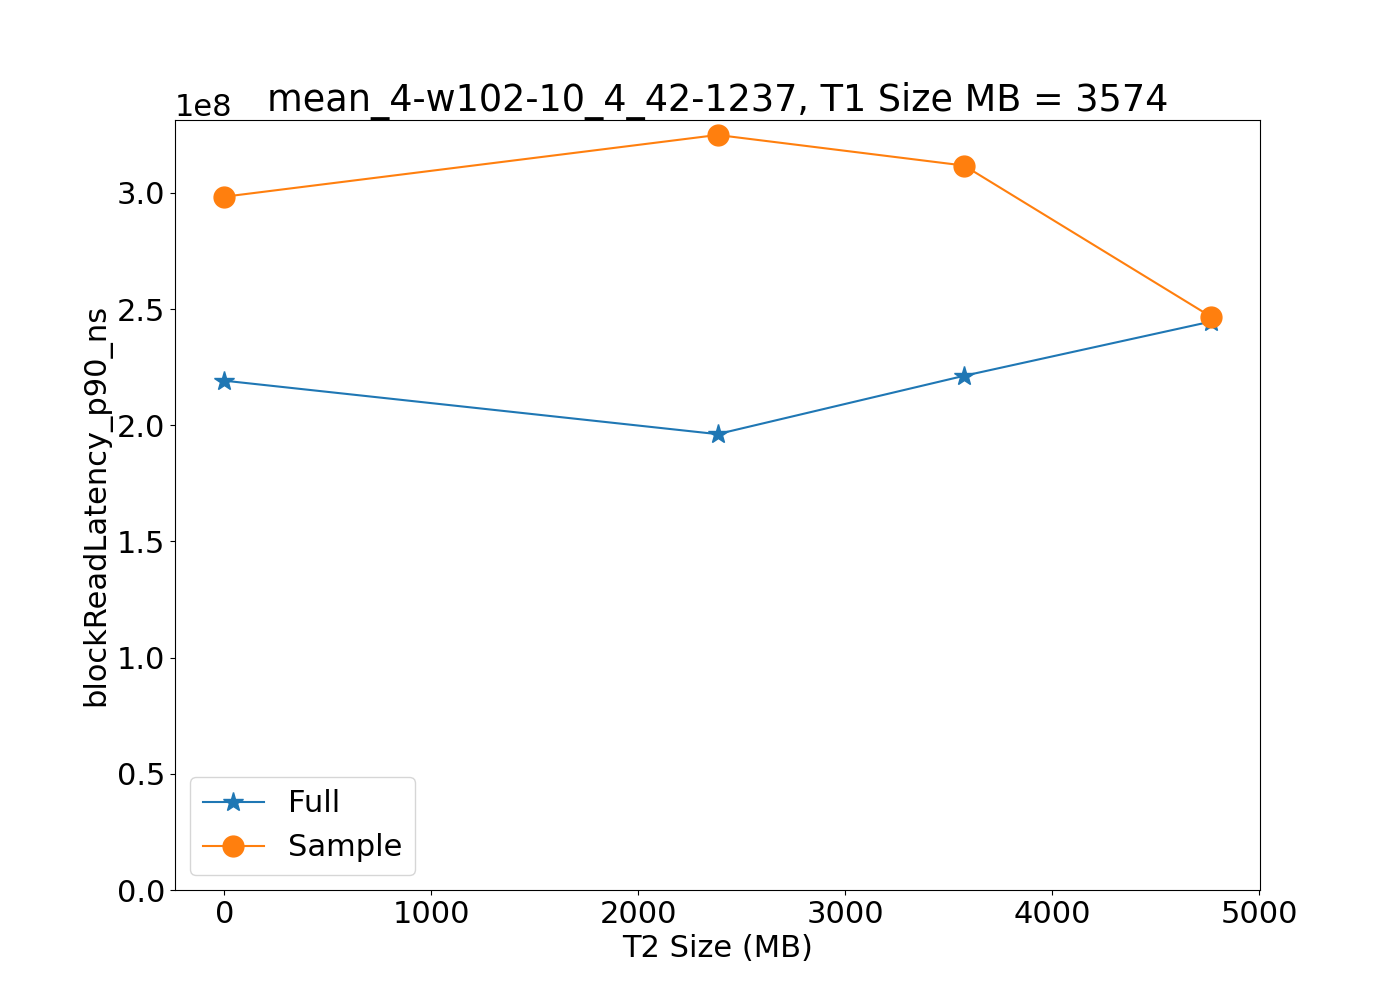 1e8
mean_4-w102-10_4_42-1237, T1 Size MB = 3574
blockReadLatency_p90_ns
3.0
2.5
2.0
1.5
1.0
0.5
0.0
Full
Sample
0 1000 2000 3000 4000 5000
T2 Size (MB)